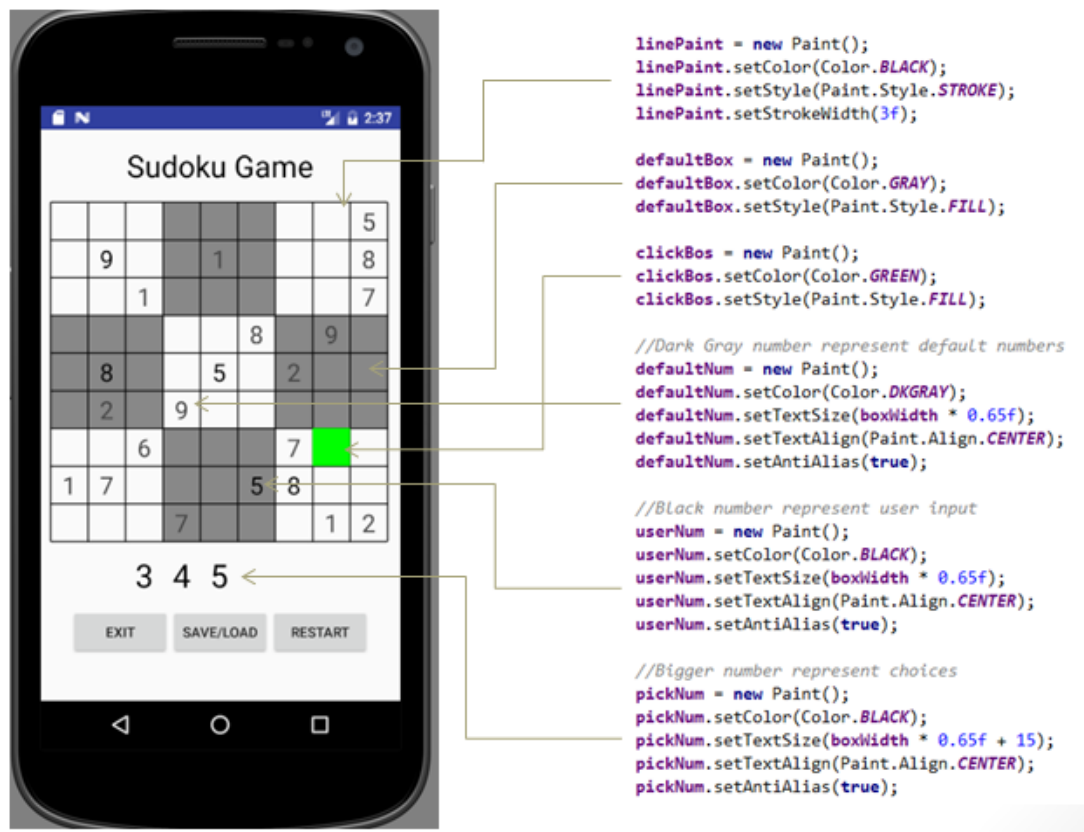 2:37
Sudoku Game
5
9 1 8
1 7
8 9
8 5 2
2 9
6 7
1 7 5 8
7 1 2
3 4 5
EXIT SAVE/LOAD RESTART
linePaint = new Paint();
linePaint.setColor(Color.BLACK);
linePaint.setStyle(Paint.Style.STROKE);
linePaint.setStrokeWidth(3f);
defaultBox = new Paint();
defaultBox.setColor(Color.GRAY);
defaultBox.setStyle(Paint.Style.FILL);
clickBos = new Paint();
clickBos.setColor(Color.GREEN);
clickBos.setStyle(Paint.Style.FILL);
//Dark Gray number represent default numbers
defaultNum = new Paint();
defaultNum.setColor(Color.DKGRAY);
defaultNum.setTextSize(boxWidth * 0.65f);
defaultNum.setTextAlign(Paint.Align.CENTER);
defaultNum.setAntiAlias(true);
//Black number represent user input
userNum = new Paint();
userNum.setColor(Color.BLACK);
userNum.setTextSize(boxWidth * 0.65f);
userNum.setTextAlign(Paint.Align.CENTER);
userNum.setAntiAlias(true);
//Bigger number represent choices
pickNum = new Paint();
pickNum.setColor(Color.BLACK);
pickNum.setTextSize(boxWidth * 0.65f + 15);
pickNum.setTextAlign(Paint.Align.CENTER);
pickNum.setAntiAlias(true);